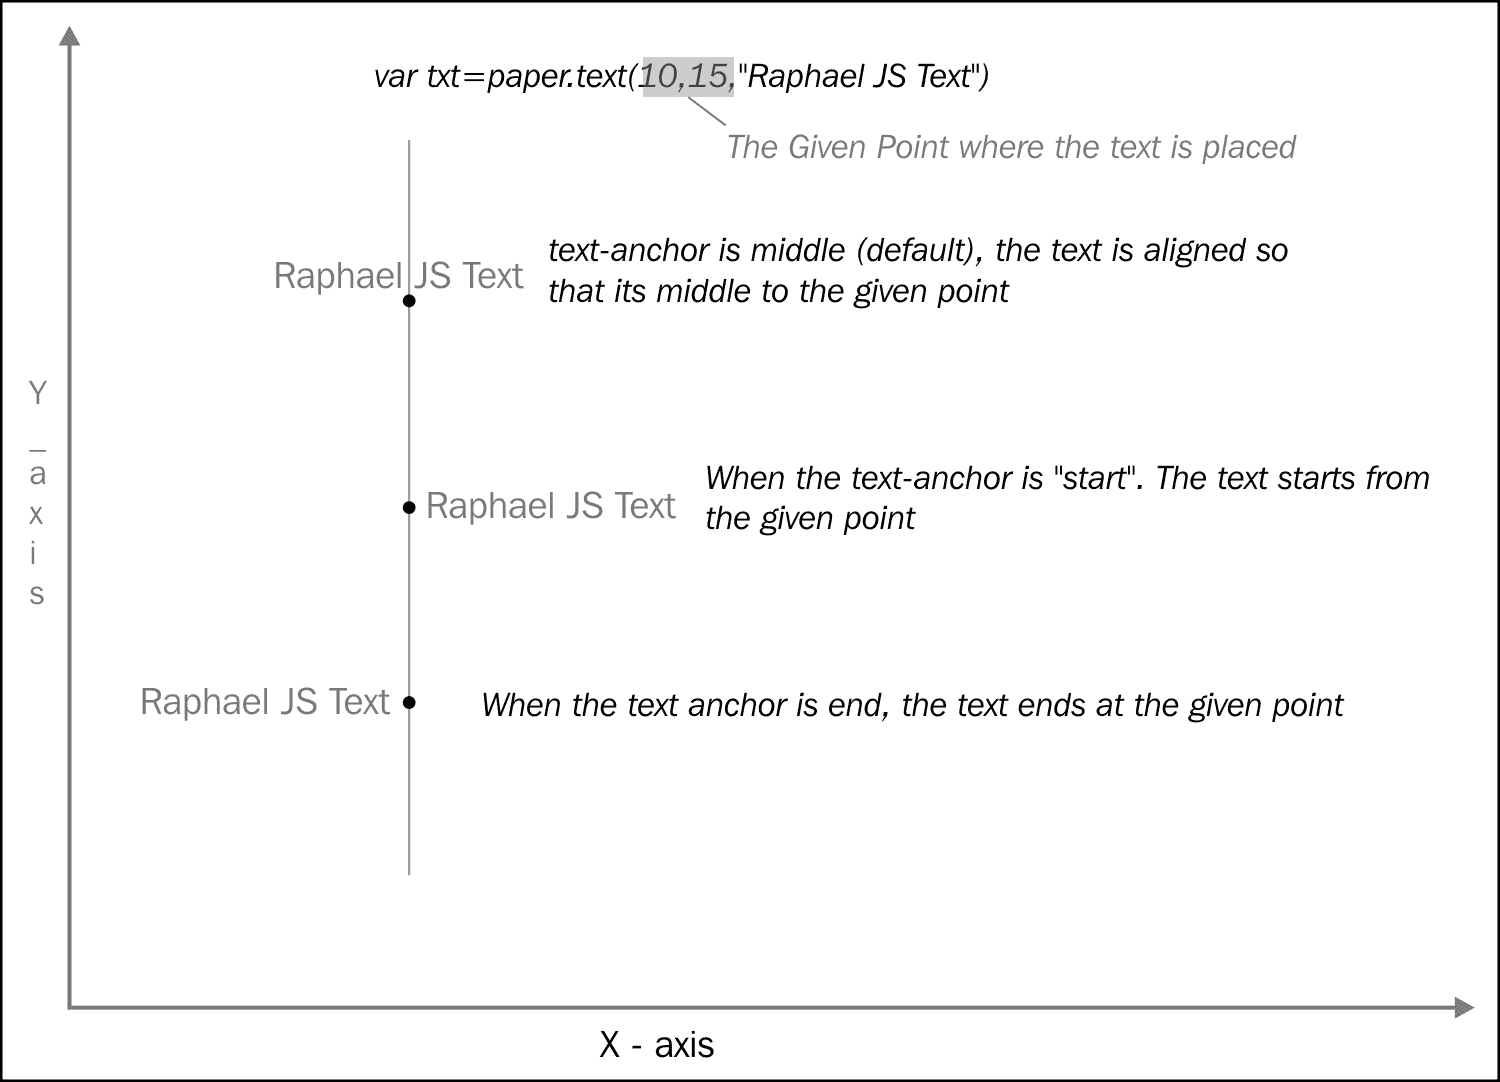 var txt=paper.text(10,15,"Raphael JS Text")
The Given Point where the text is placed
Raphael JS Text
text-anchor is middle (default), the text is aligned so
that its middle to the given point
Y
_
a
x
i
s
Raphael JS Text
When the text-anchor is "start". The text starts from
the given point
Raphael JS Text
When the text anchor is end, the text ends at the given point
X - axis